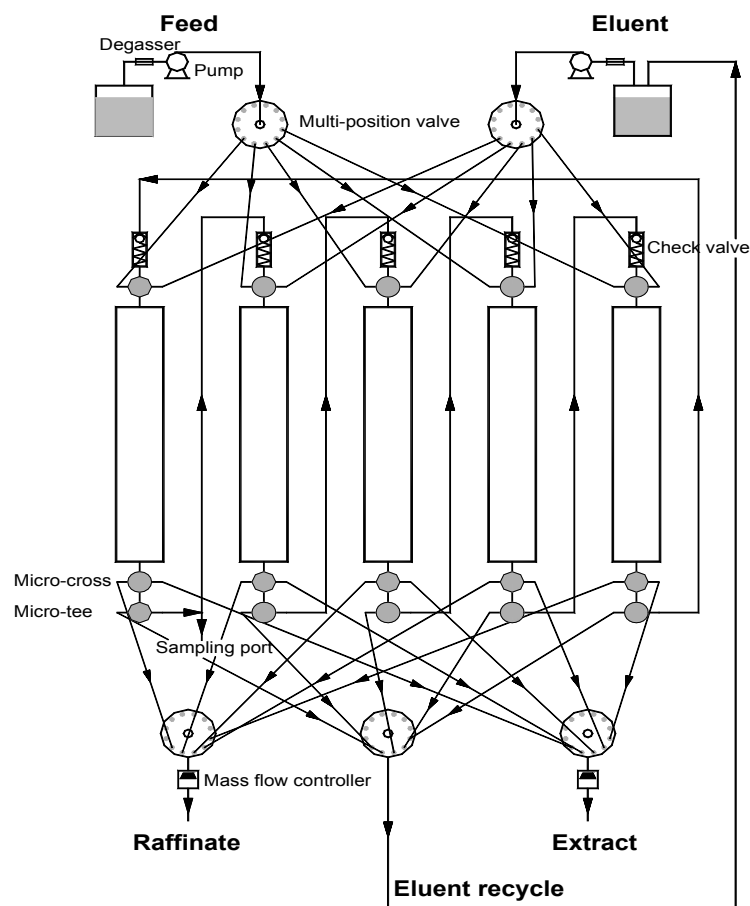 Feed
Eluent
Degasser
Pump
Multi-position valve
Check valve
Micro-cross
Micro-tee
Sampling port
Mass flow controller
Raffinate
Extract
Eluent recycle